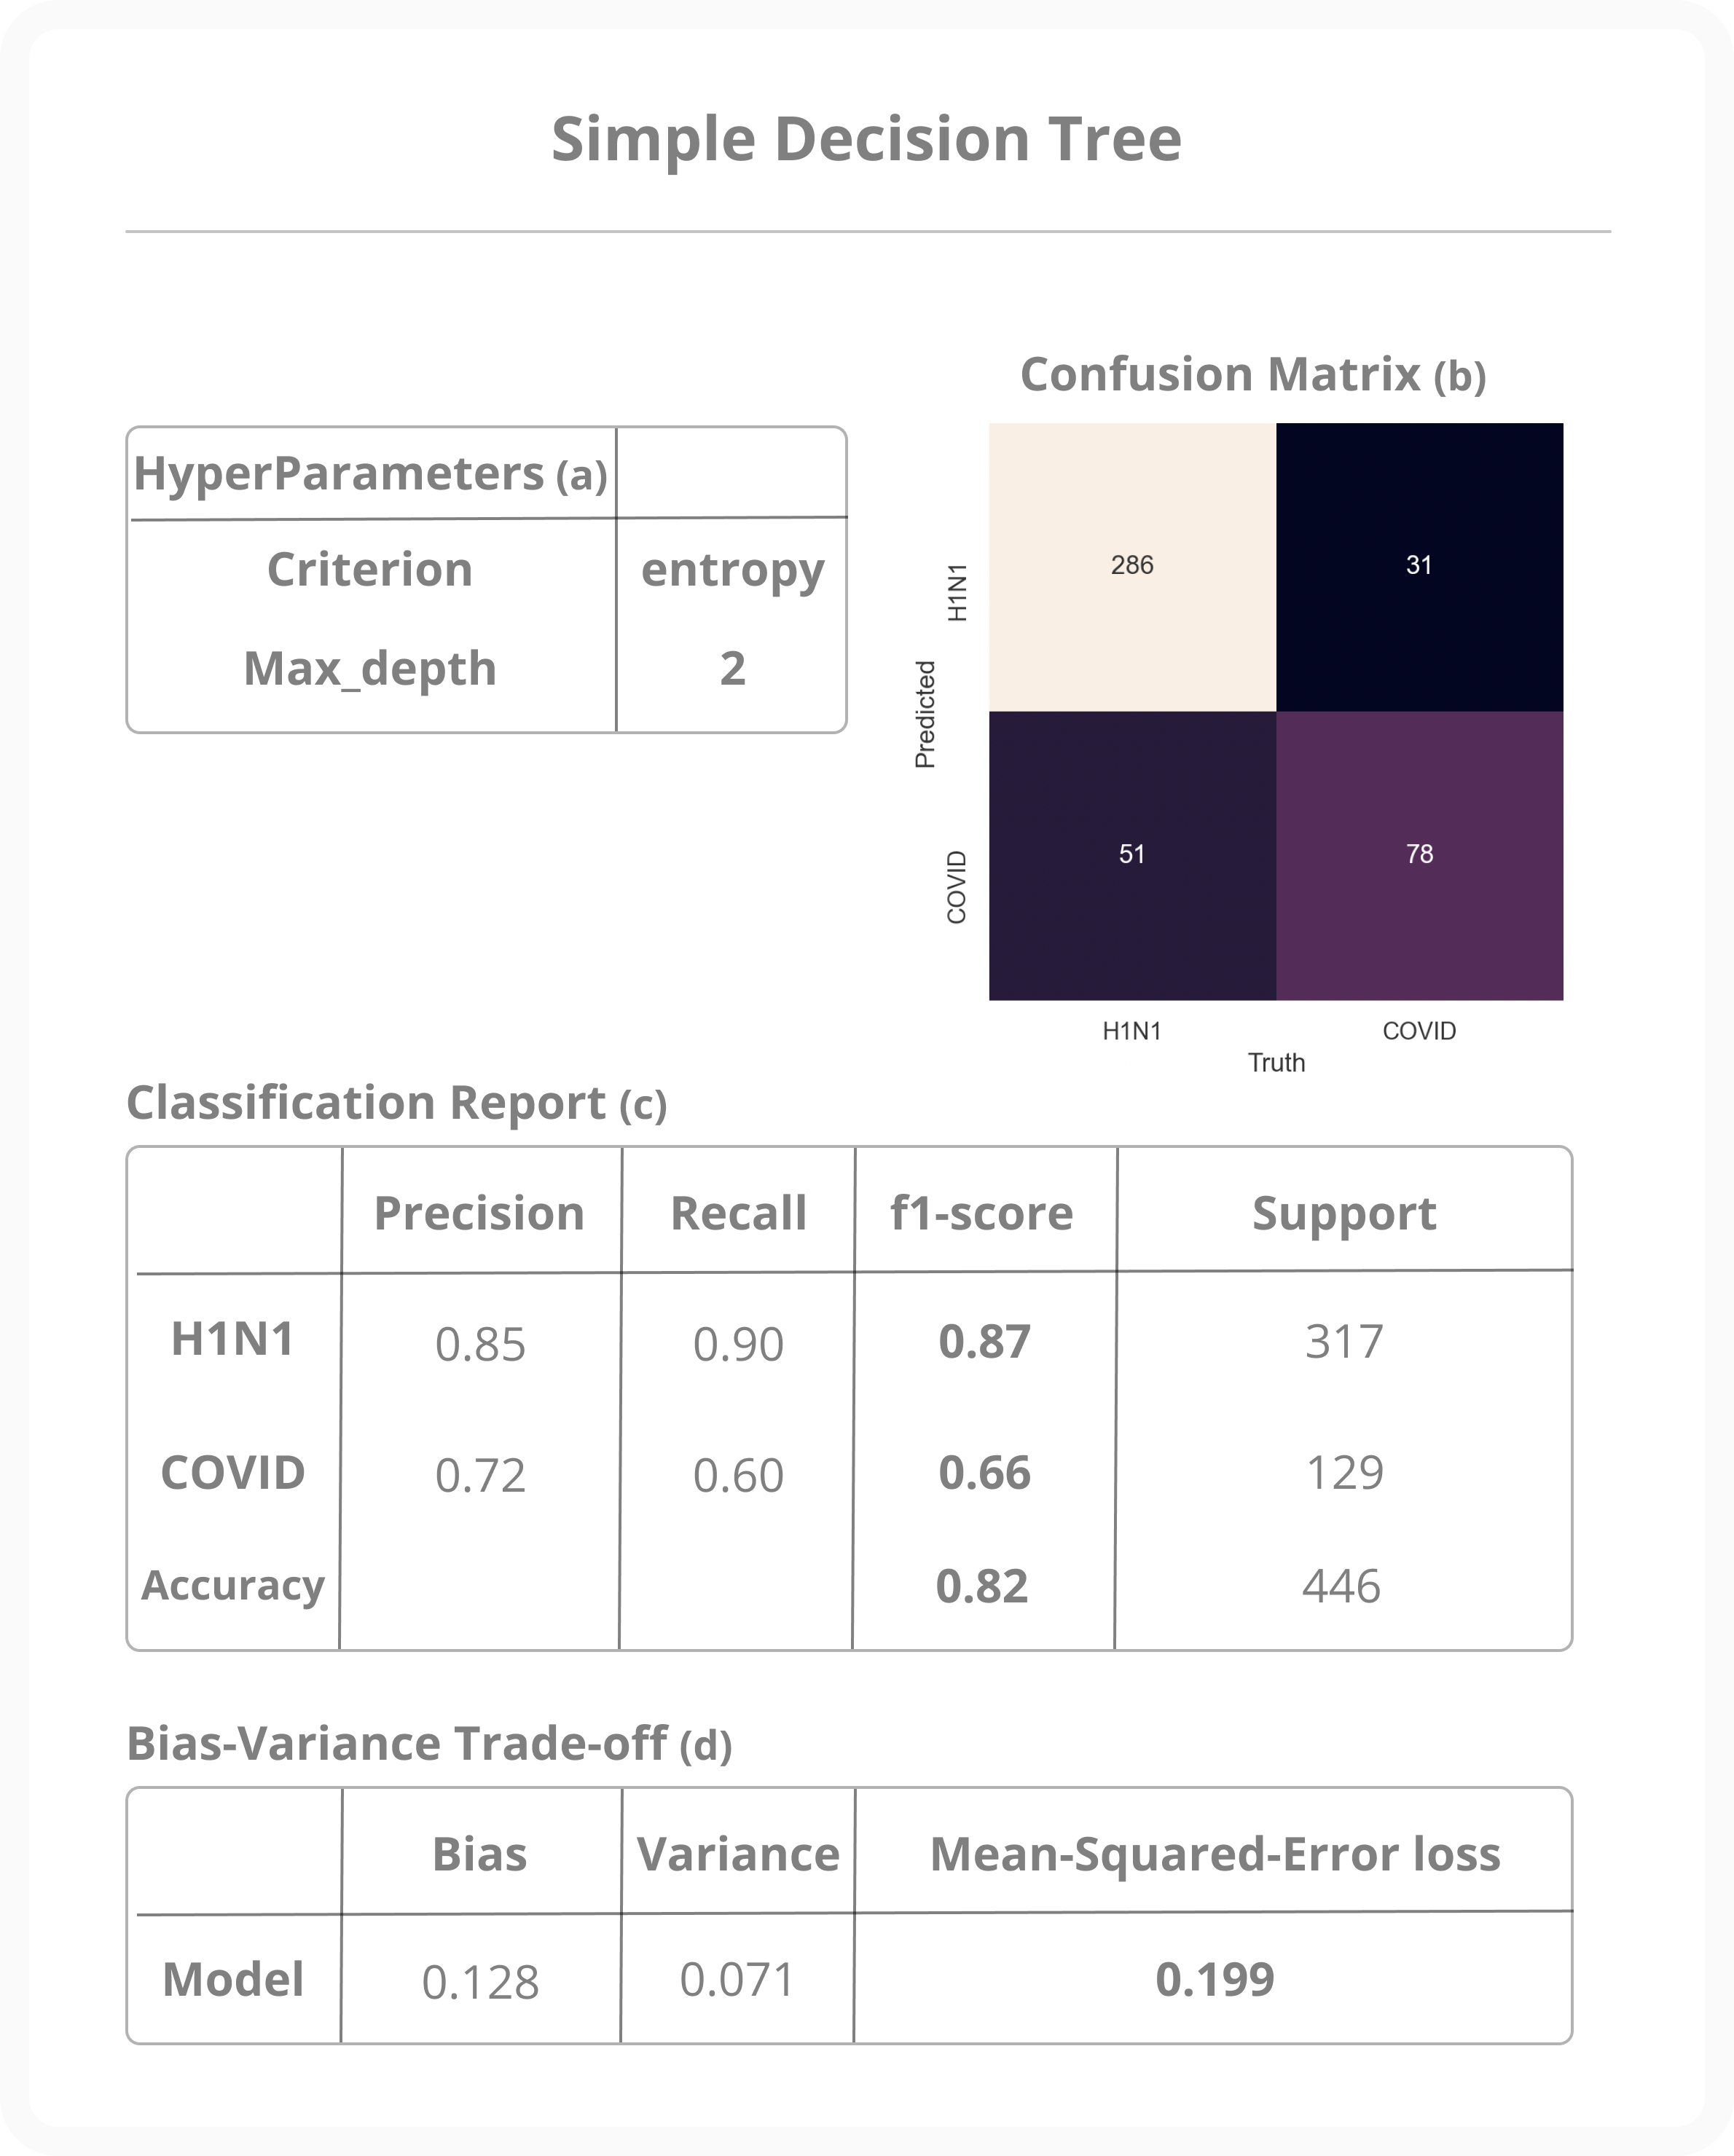 Simple Decision Tree
HyperParameters (a)
Criterion entropy
Max_depth 2
Confusion Matrix (b)
286 31
51 78
H1N1
COVID
Predicted
H1N1 COVID
Truth
Classification Report (c)
Precision Recall f1-score Support
H1N1 0.85 0.90 0.87 317
COVID 0.72 0.60 0.66 129
Accuracy 0.82 446
Bias-Variance Trade-off (d)
Bias Variance Mean-Squared-Error loss
Model 0.128 0.071 0.199